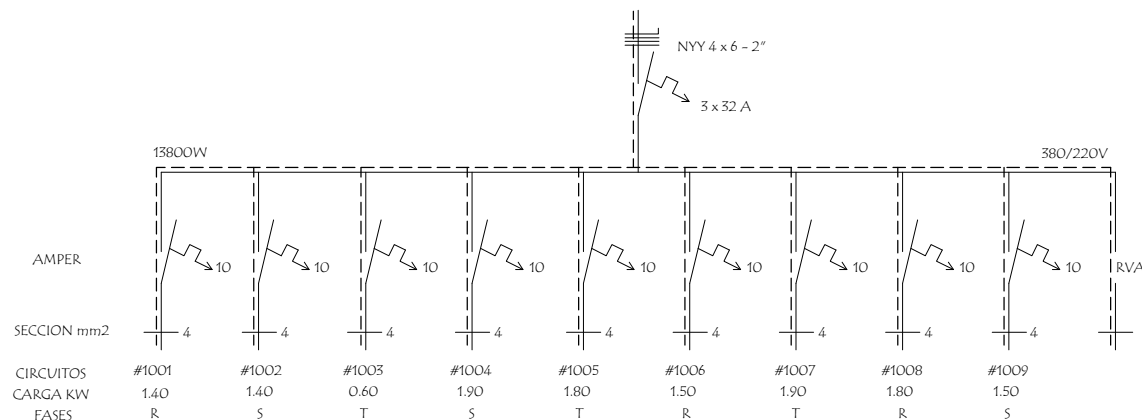 NYY 4 x 6 - 2"
3 x 32 A
13800W 380/220V
AMPER 10 10 10 10 10 10 10 10 10 RVA
SECCION mm2 4 4 4 4 4 4 4 4 4
CIRCUITOS #1001 #1002 #1003 #1004 #1005 #1006 #1007 #1008 #1009
CARGA KW 1.40 1.40 0.60 1.90 1.80 1.50 1.90 1.80 1.50
FASES R S T S T R T R S